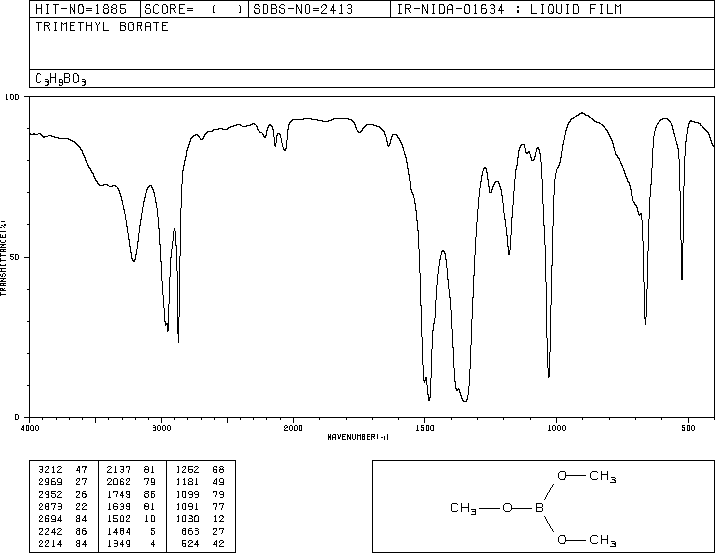 HIT-NO=1885 SCORE= ( ) SDBS-NO=2413 IR-NIDA-01634 : LIQUID FILM
TRIMETHYL BORATE
C3H9BO3
100
TRANSMITTANCE(%)
50
0
4000 3000 2000 1500 1000 500
WAVENUMBER(-1)
3212 47 2137 81 1252 68
2969 27 2062 79 1181 49
2952 26 1749 86 1099 79
2873 22 1639 81 1091 77
2694 84 1502 10 1030 12
2242 86 1484 5 663 27
2214 84 1349 4 524 42
O—CH3
CH3—O—B
O—CH3